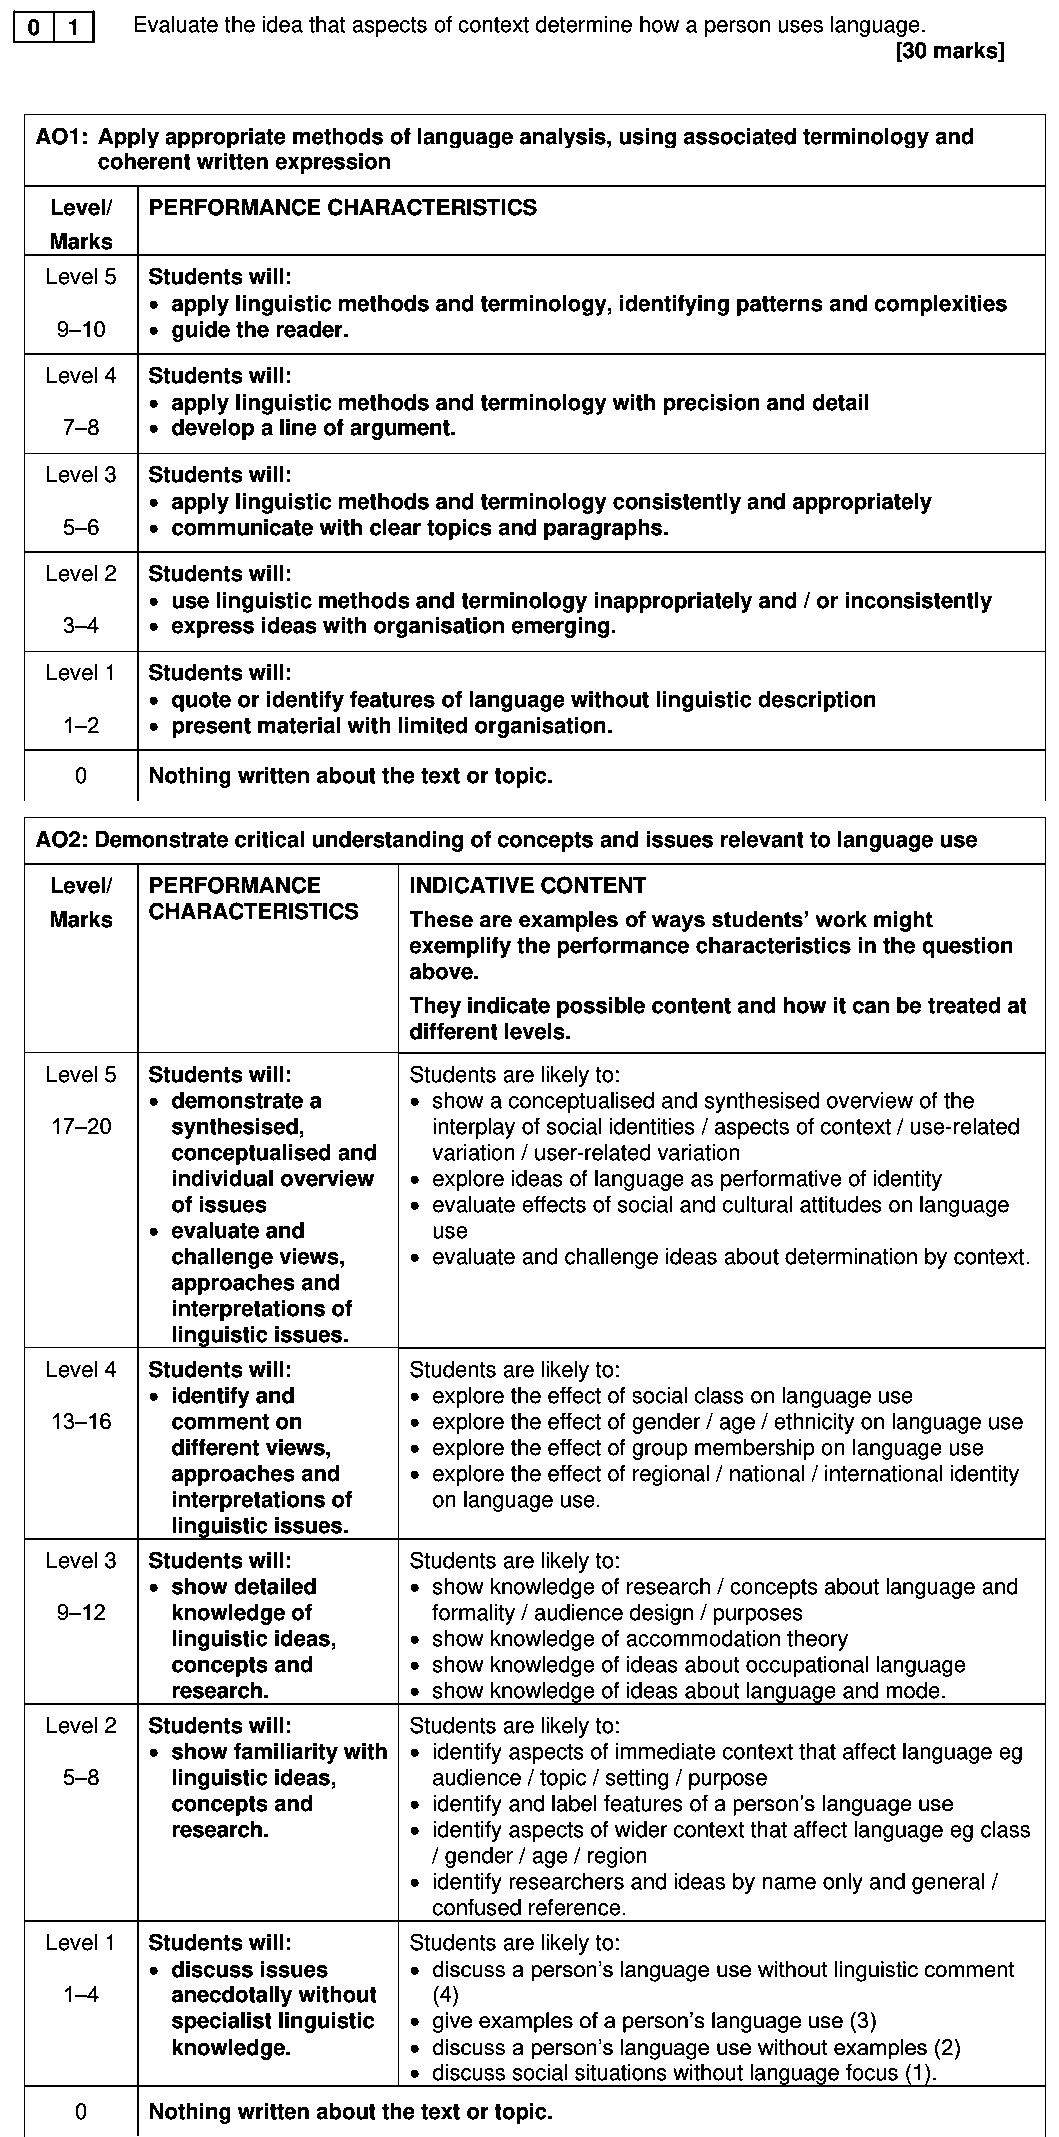 0 1 Evaluate the idea that aspects of context determine how a person uses language.
[30 marks]
AO1: Apply appropriate methods of language analysis, using associated terminology and
coherent written expression
Level/
Marks
PERFORMANCE CHARACTERISTICS
Level 5
9–10
Students will:
• apply linguistic methods and terminology, identifying patterns and complexities
• guide the reader.
Level 4
7–8
Students will:
• apply linguistic methods and terminology with precision and detail
• develop a line of argument.
Level 3
5–6
Students will:
• apply linguistic methods and terminology consistently and appropriately
• communicate with clear topics and paragraphs.
Level 2
3–4
Students will:
• use linguistic methods and terminology inappropriately and / or inconsistently
• express ideas with organisation emerging.
Level 1
1–2
Students will:
• quote or identify features of language without linguistic description
• present material with limited organisation.
0
Nothing written about the text or topic.
AO2: Demonstrate critical understanding of concepts and issues relevant to language use
Level/
Marks
PERFORMANCE
CHARACTERISTICS
INDICATIVE CONTENT
These are examples of ways students' work might
exemplify the performance characteristics in the question
above.
They indicate possible content and how it can be treated at
different levels.
Level 5
17–20
Students will:
• demonstrate a
synthesised,
conceptualised and
individual overview
of issues
• evaluate and
challenge views,
approaches and
interpretations of
linguistic issues.
Students are likely to:
• show a conceptualised and synthesised overview of the
interplay of social identities / aspects of context / use-related
variation / user-related variation
• explore ideas of language as performative of identity
• evaluate effects of social and cultural attitudes on language
use
• evaluate and challenge ideas about determination by context.
Level 4
13–16
Students will:
• identify and
comment on
different views,
approaches and
interpretations of
linguistic issues.
Students are likely to:
• explore the effect of social class on language use
• explore the effect of gender / age / ethnicity on language use
• explore the effect of group membership on language use
• explore the effect of regional / national / international identity
on language use.
Level 3
9–12
Students will:
• show detailed
knowledge of
linguistic ideas,
concepts and
research.
Students are likely to:
• show knowledge of research / concepts about language and
formality / audience design / purposes
• show knowledge of accommodation theory
• show knowledge of ideas about occupational language
• show knowledge of ideas about language and mode.
Level 2
5–8
Students will:
• show familiarity with
linguistic ideas,
concepts and
research.
Students are likely to:
• identify aspects of immediate context that affect language eg
audience / topic / setting / purpose
• identify and label features of a person's language use
• identify aspects of wider context that affect language eg class
/ gender / age / region
• identify researchers and ideas by name only and general /
confused reference.
Level 1
1–4
Students will:
• discuss issues
anecdotally without
specialist linguistic
knowledge.
Students are likely to:
• discuss a person's language use without linguistic comment
(4)
• give examples of a person's language use (3)
• discuss a person's language use without examples (2)
• discuss social situations without language focus (1).
0
Nothing written about the text or topic.